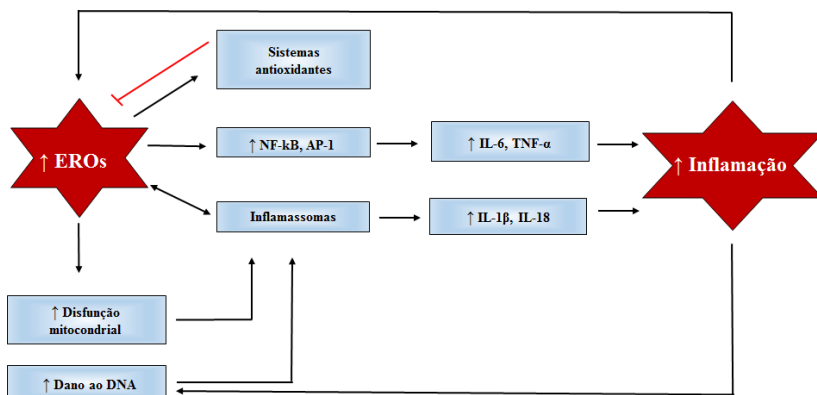 Sistemas
antioxidantes
↑ EROs
↑ NF-kB, AP-1
↑ IL-6, TNF-α
↑ Inflamação
Inflamassomas
↑ IL-1β, IL-18
↑ Disfunção
mitocondrial
↑ Dano ao DNA